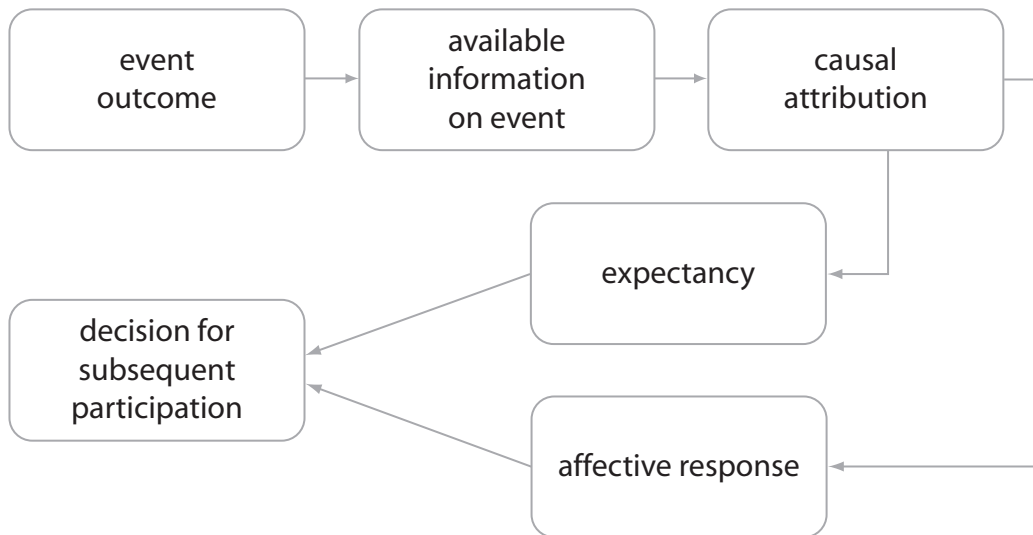 event
outcome
available
information
on event
causal
attribution
expectancy
decision for
subsequent
participation
affective response